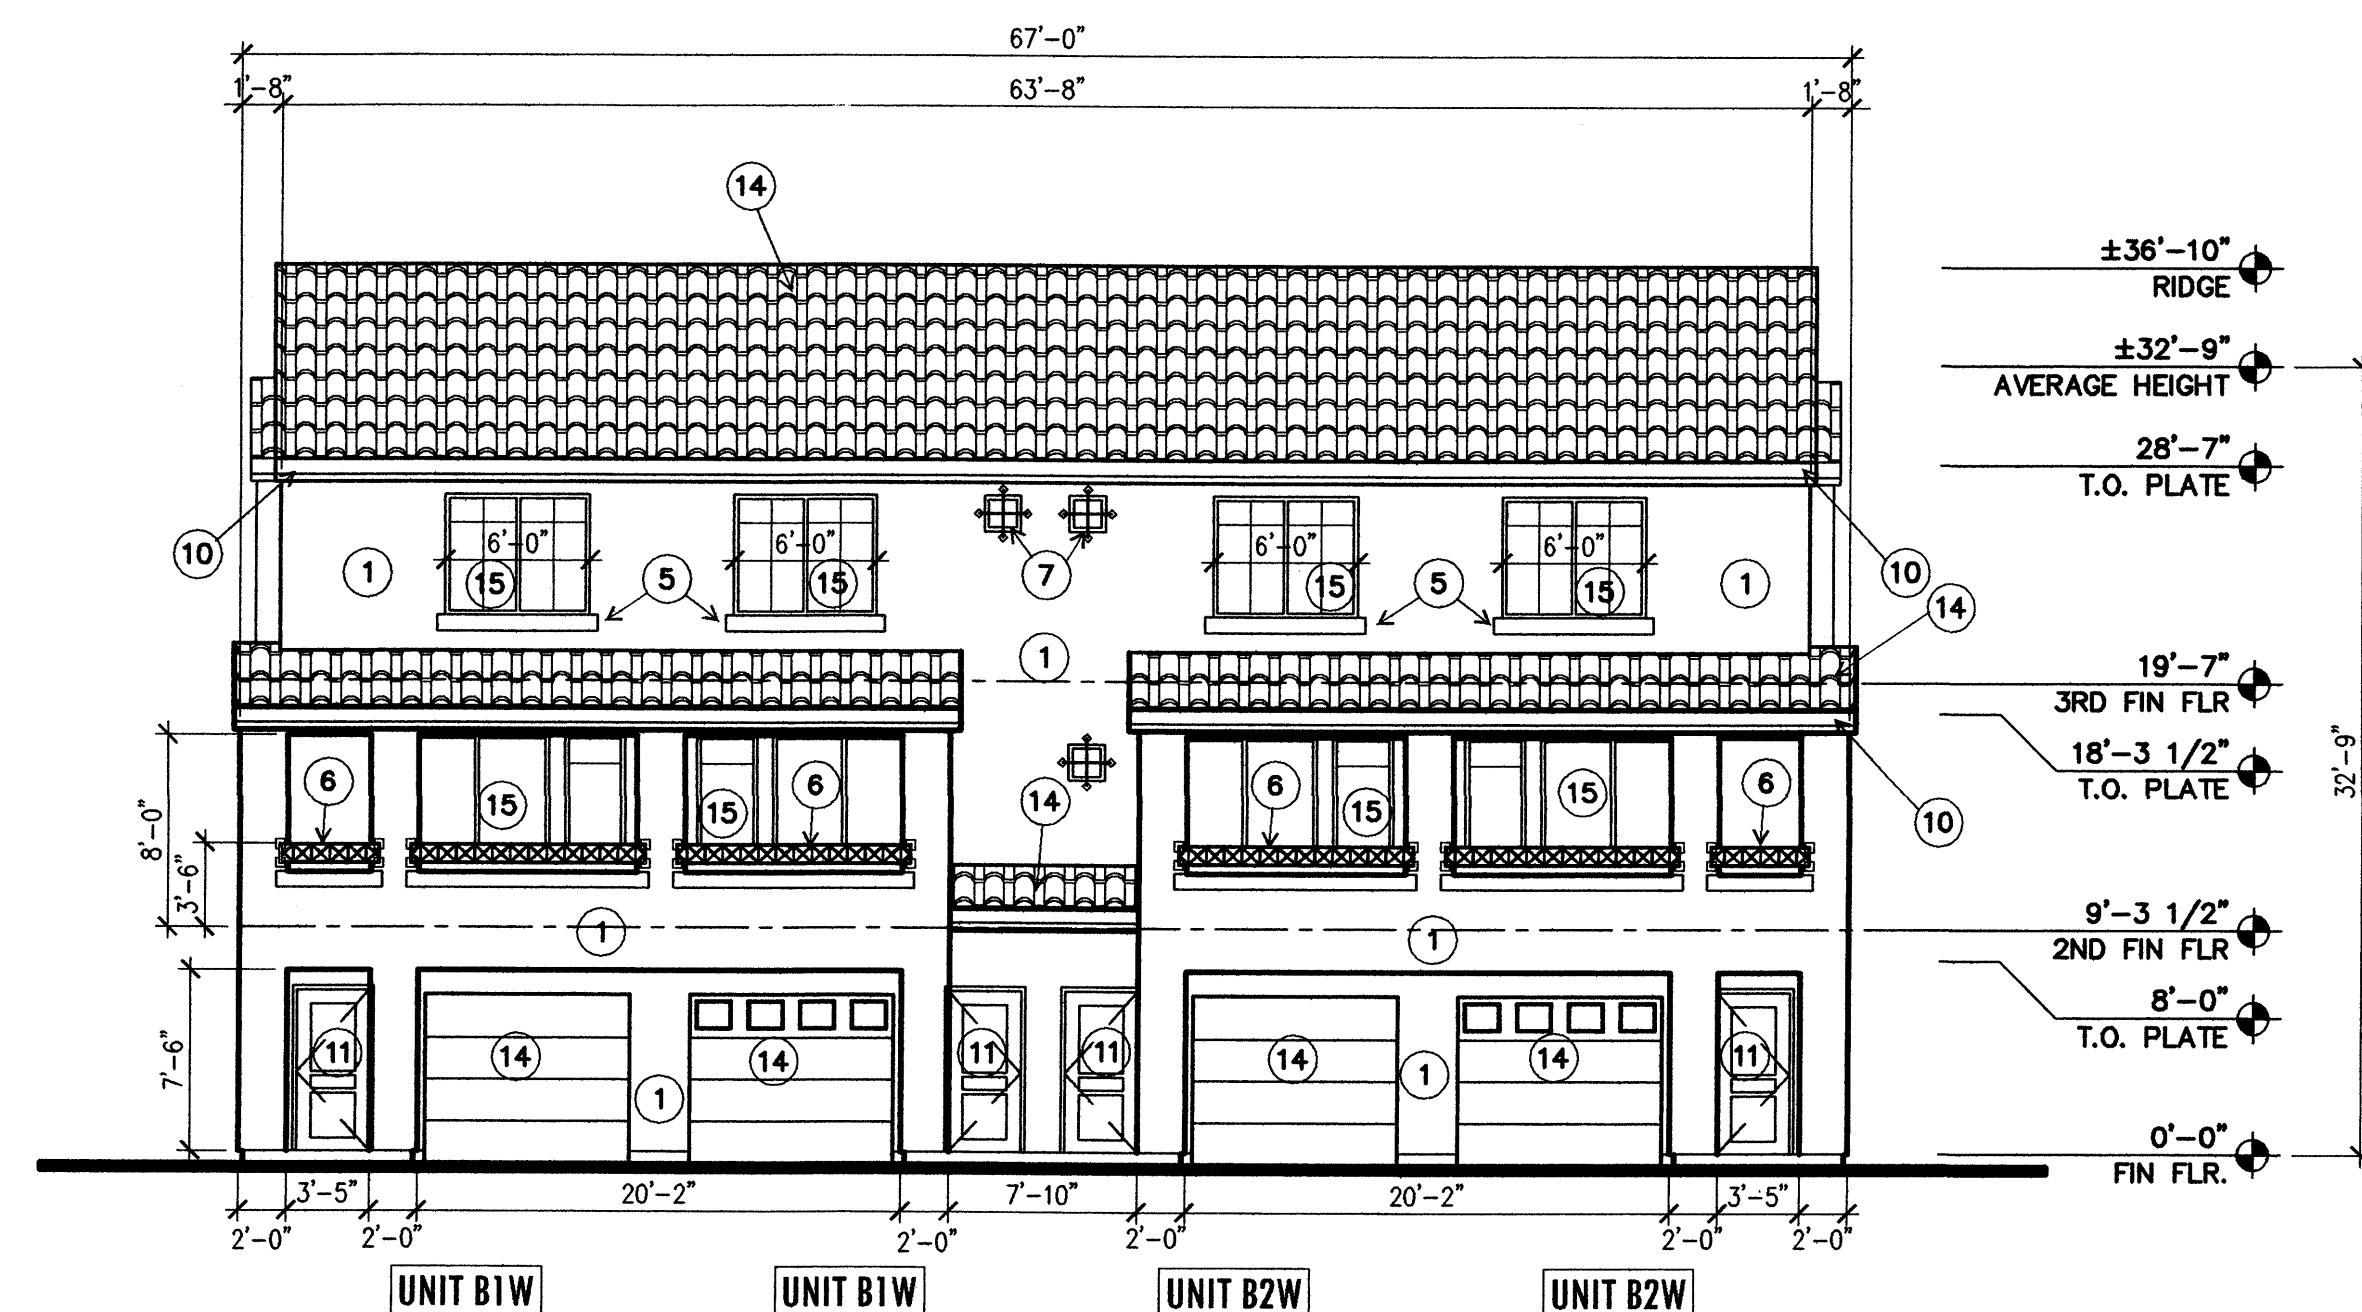 67'-0"
1'-8" 63'-8" 1'-8"
14
±36'-10"
RIDGE
±32'-9"
AVERAGE HEIGHT
28'-7"
T.O. PLATE
6'-0" 6'-0" 6'-0" 6'-0"
10 1 15 5 15 7 15 5 15 1 10
14
1
19'-7"
3RD FIN FLR
18'-3 1/2"
T.O. PLATE
32'-9"
6 15 15 6 14 6 15 15 6 10
8'-0"
3'-6"
1 1
9'-3 1/2"
2ND FIN FLR
8'-0"
T.O. PLATE
7'-6"
11 14 1 14 11 11 14 1 14 11
0'-0"
FIN FLR.
3'-5" 20'-2" 7'-10" 20'-2" 3'-5"
2'-0" 2'-0" 2'-0" 2'-0" 2'-0" 2'-0"
UNIT B1W UNIT B1W UNIT B2W UNIT B2W